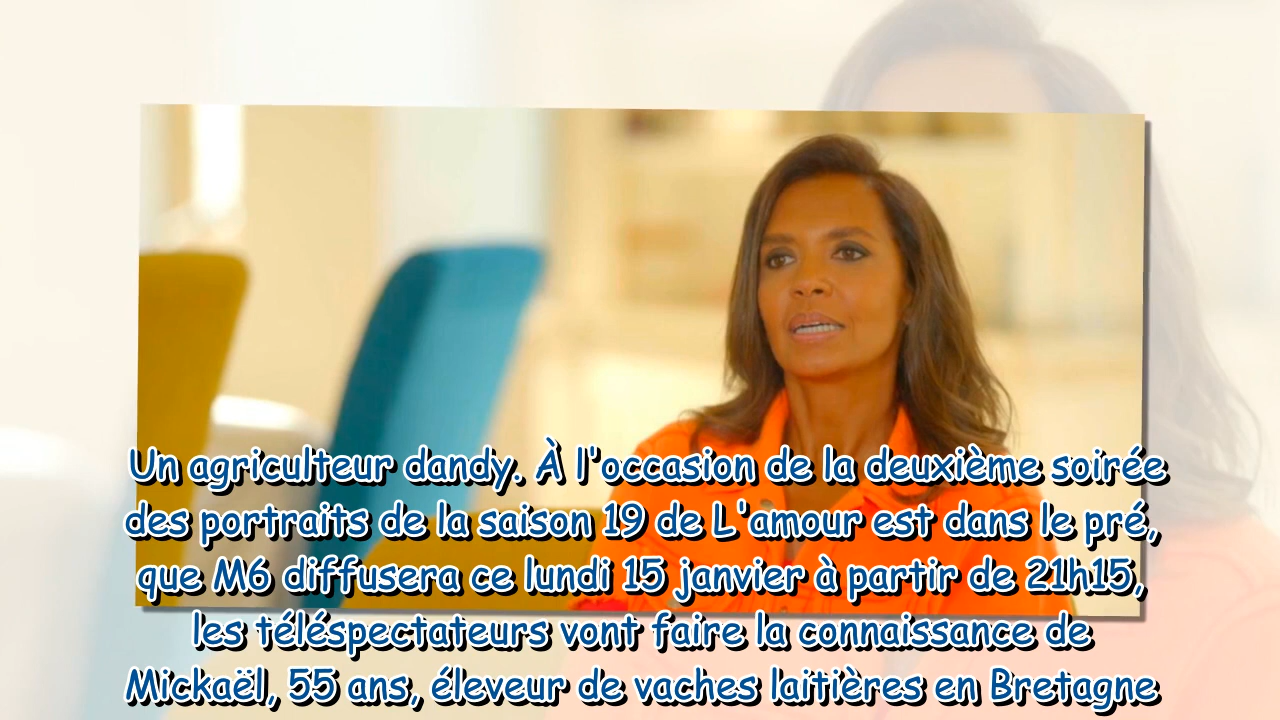 Un agriculteur dandy. À l'occasion de la deuxième soirée
des portraits de la saison 19 de L'amour est dans le pré,
que M6 diffusera ce lundi 15 janvier à partir de 21h15,
les téléspectateurs vont faire la connaissance de
Mickaël, 55 ans, éleveur de vaches laitières en Bretagne